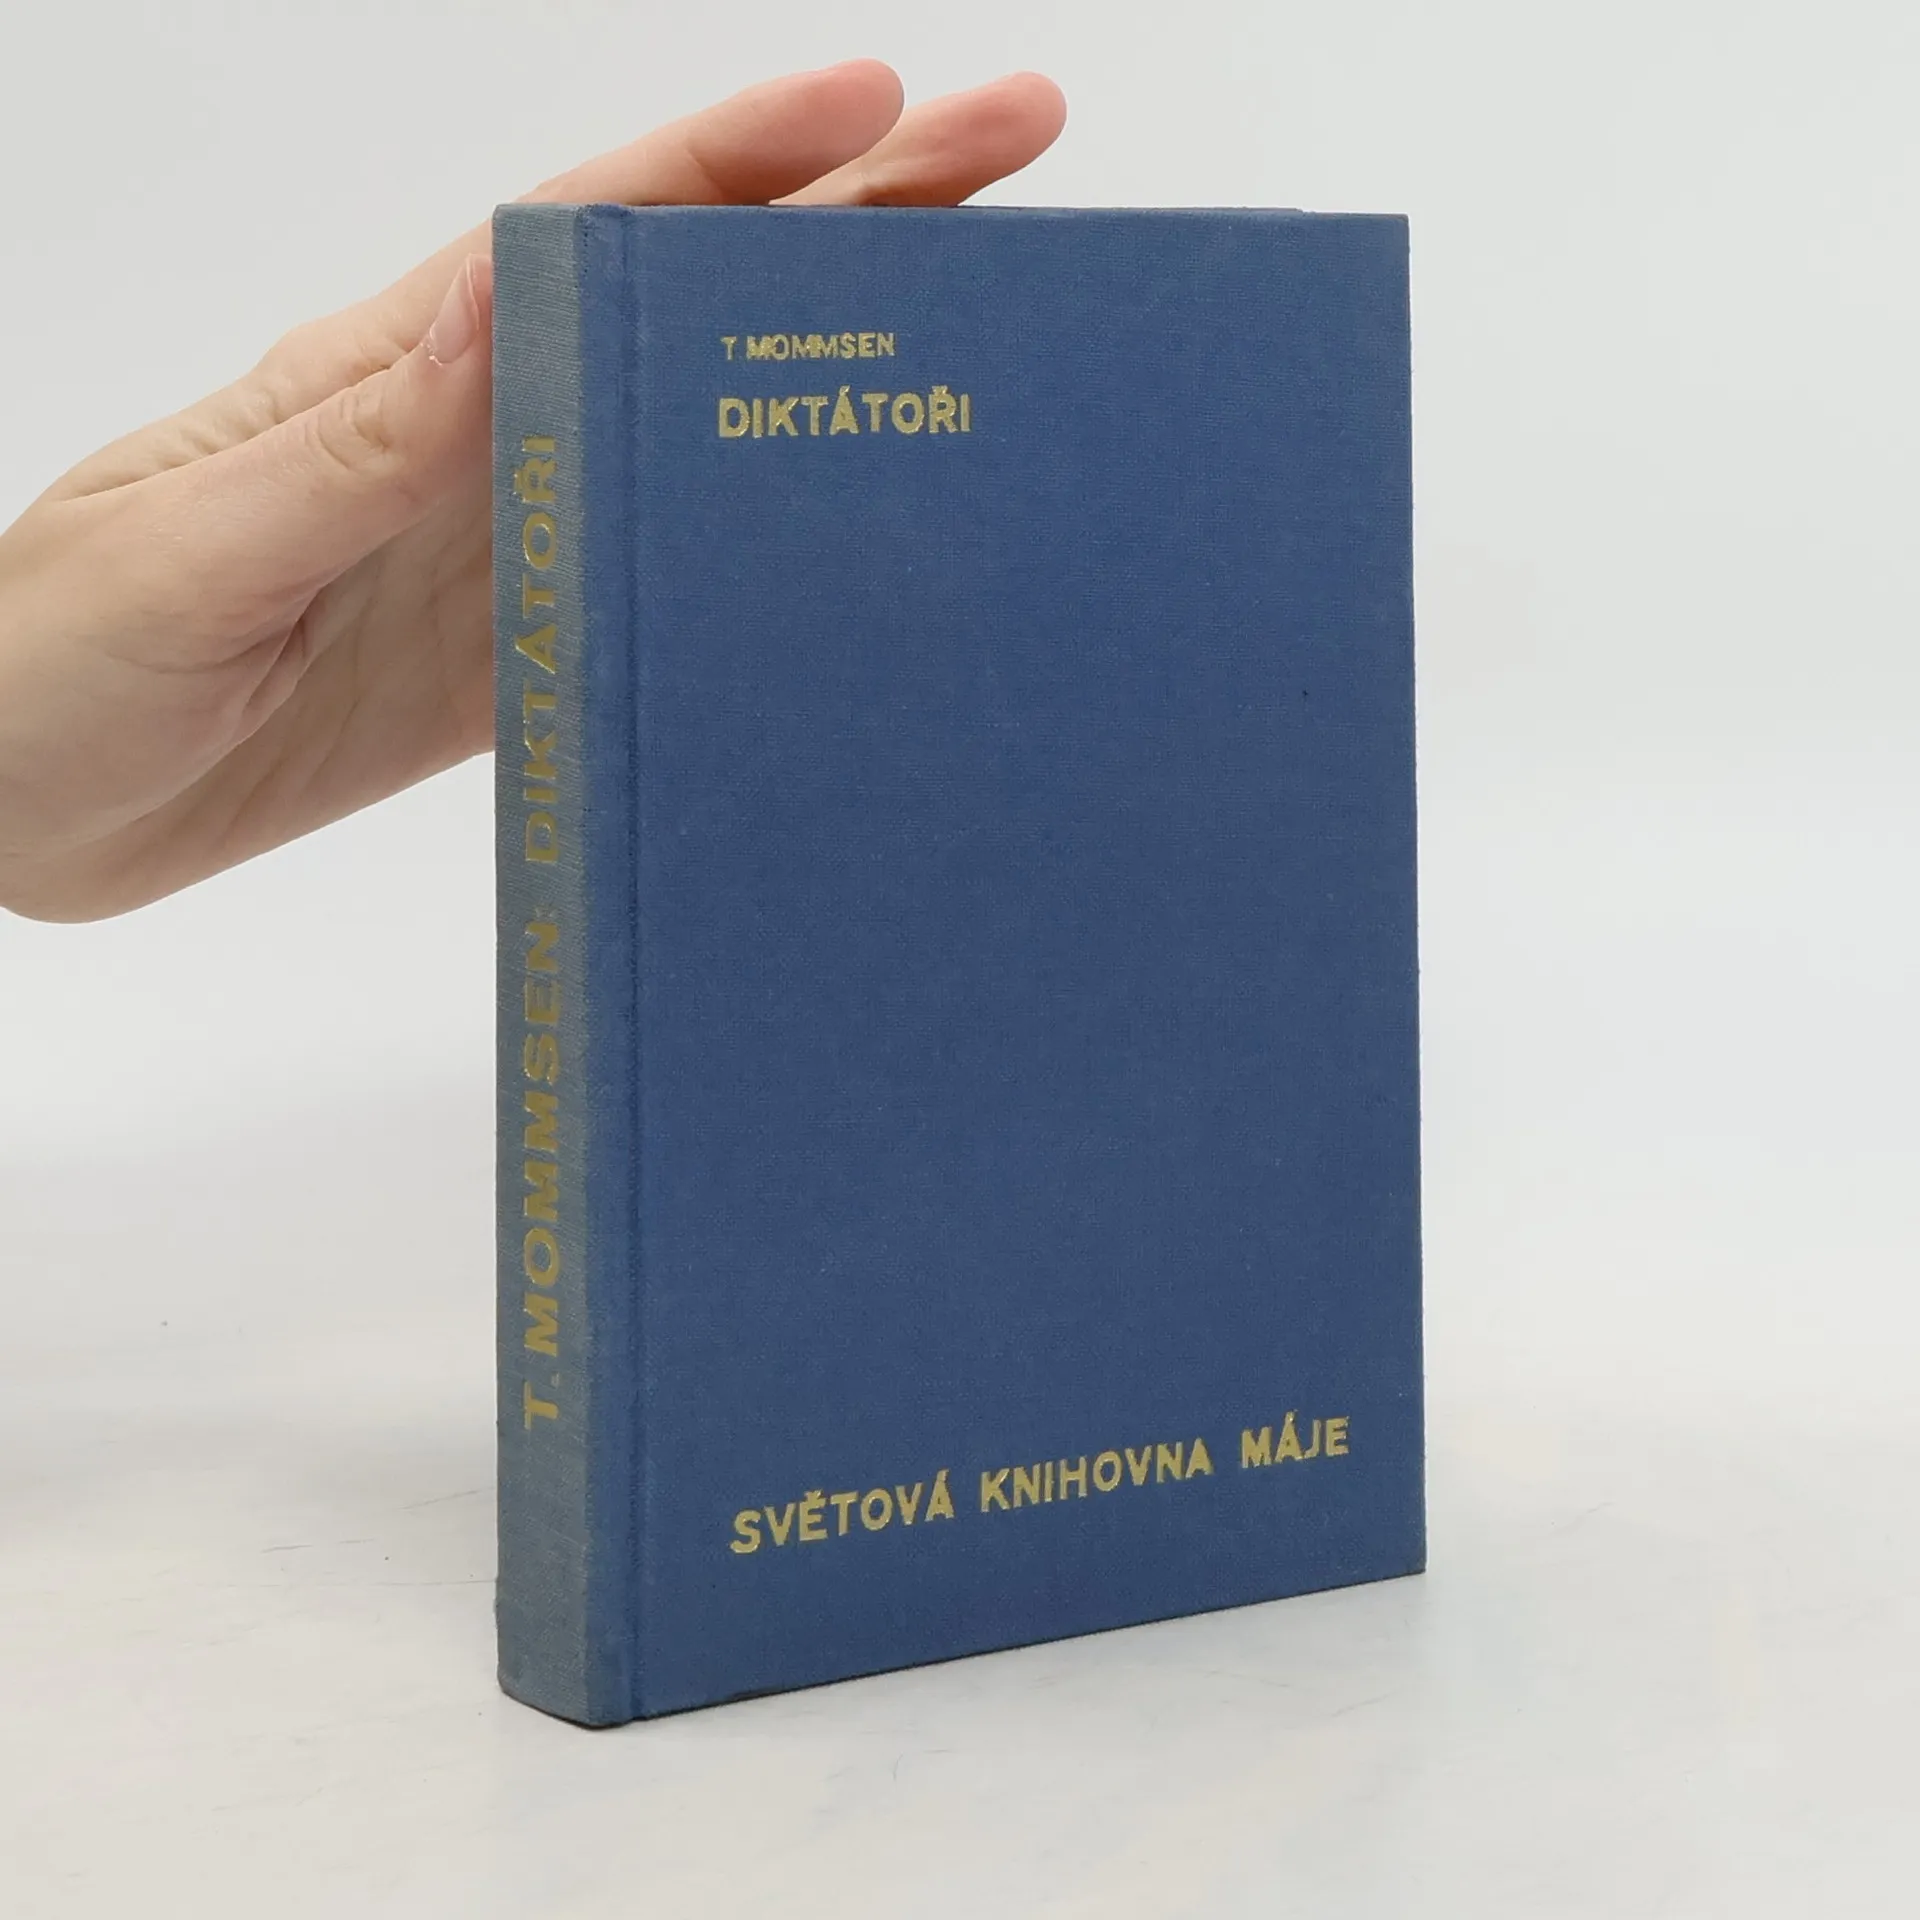 T. MOMMSEN: DIKTÁTOŘI
T MOMMSEN
DIKTÁTOŘI
SVĚTOVÁ KNIHOVNA MÁJE